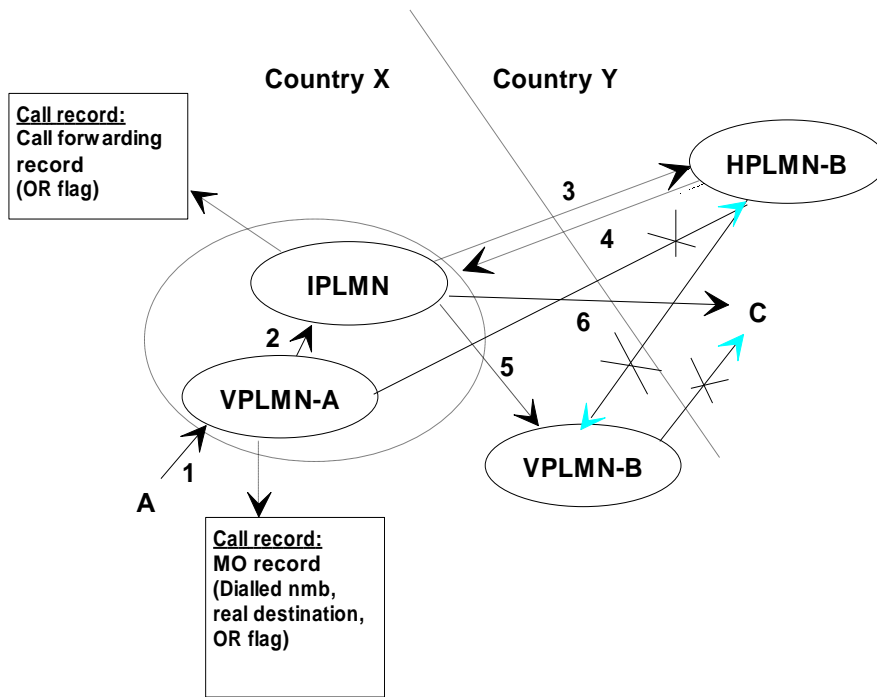 Country X
Country Y
Call record:
Call forwarding
record
(OR flag)
HPLMN-B
3
4
IPLMN
C
2
6
5
VPLMN-A
VPLMN-B
1
A
Call record:
MO record
(Dialled nmb,
real destination,
OR flag)